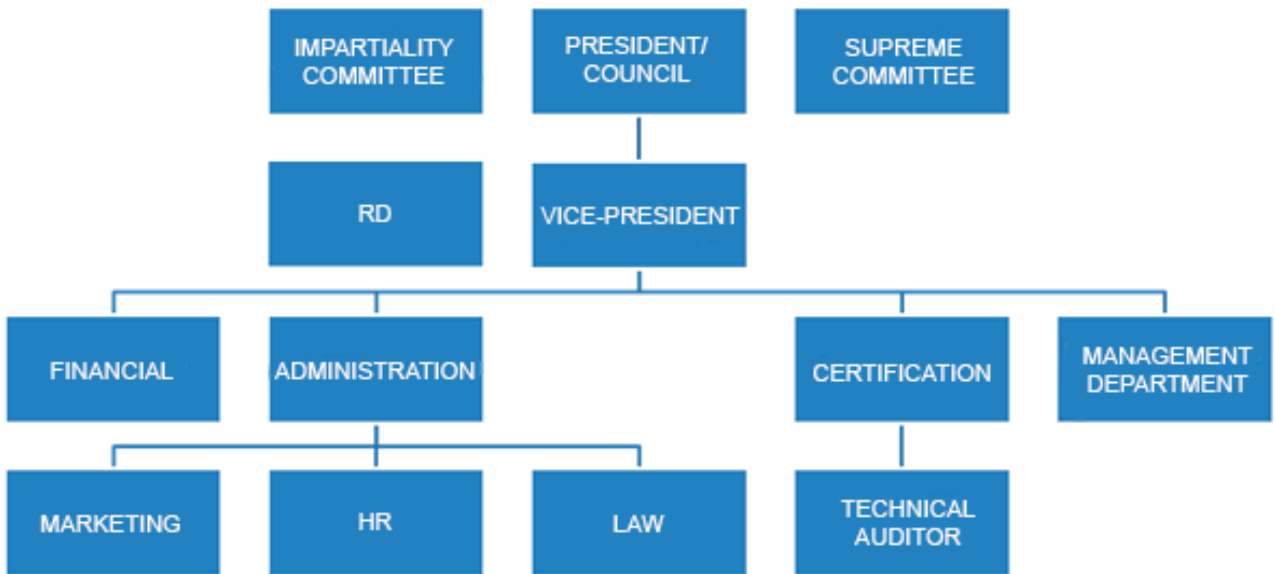 IMPARTIALITY
COMMITTEE
PRESIDENT/
COUNCIL
SUPREME
COMMITTEE
RD
VICE-PRESIDENT
FINANCIAL
ADMINISTRATION
CERTIFICATION
MANAGEMENT
DEPARTMENT
MARKETING
HR
LAW
TECHNICAL
AUDITOR